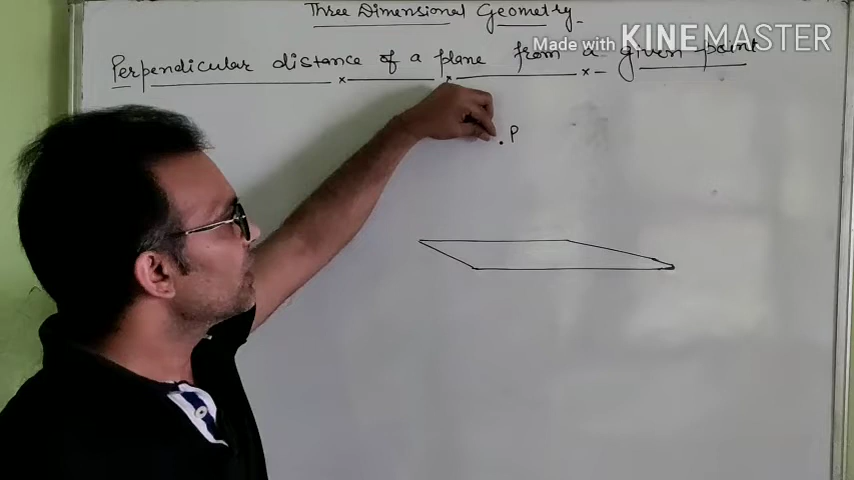 Three Dimensional Geometry
Made with KINEMASTER
Perpendicular distance of a plane from a given point
P